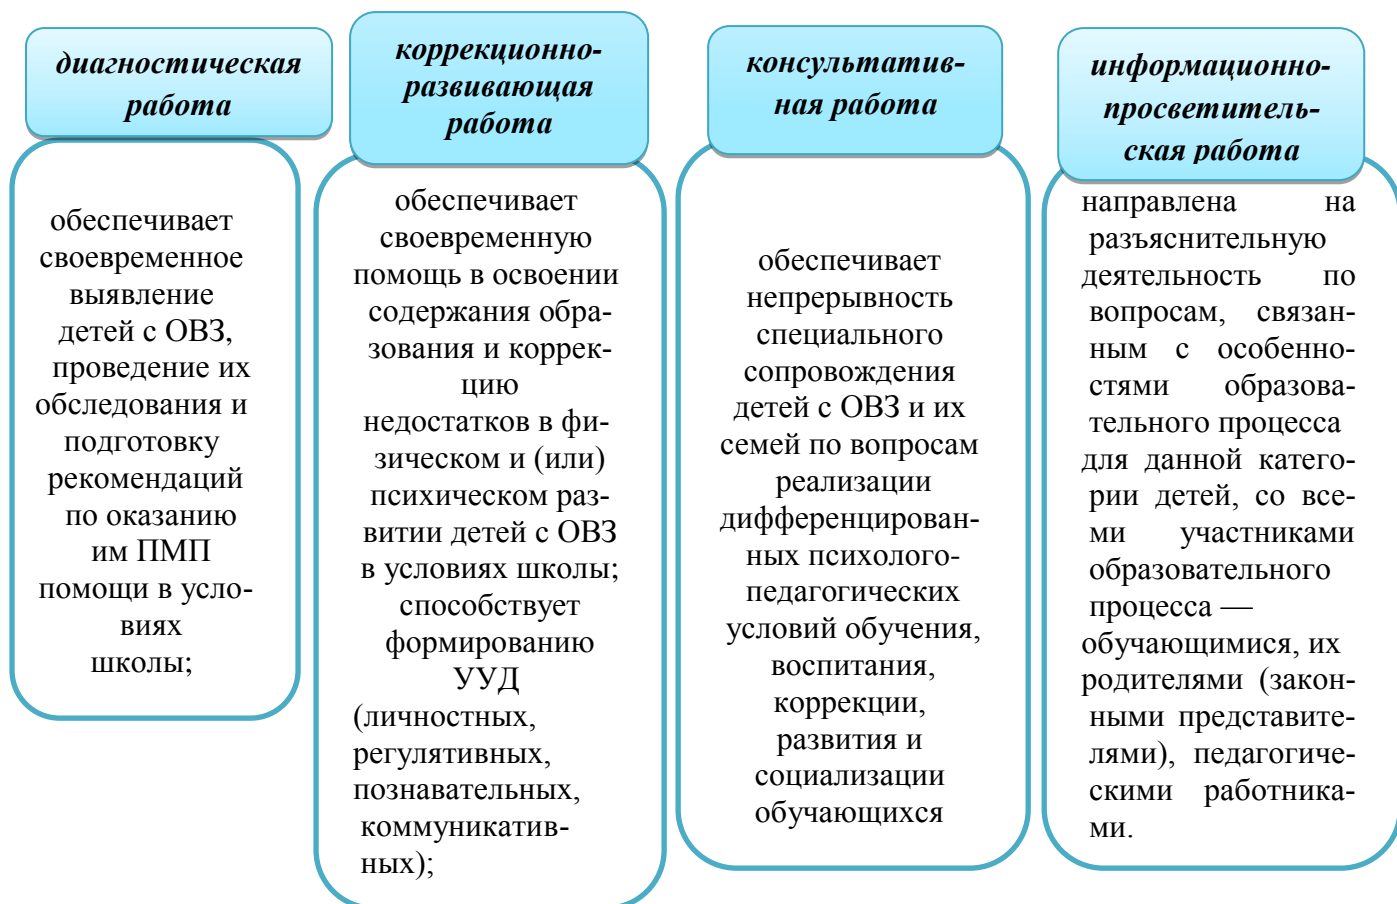 диагностическая
работа
обеспечивает
своевременное
выявление
детей с ОВЗ,
проведение их
обследования и
подготовку
рекомендаций
по оказанию
им ПМП
помощи в усло-
виях
школы;
коррекционно-
развивающая
работа
обеспечивает
своевременную
помощь в освоении
содержания обра-
зования и коррек-
цию
недостатков в фи-
зическом и (или)
психическом раз-
витии детей с ОВЗ
в условиях школы;
способствует
формированию
УУД
(личностных,
регулятивных,
познавательных,
коммуникатив-
ных);
консультатив-
ная работа
обеспечивает
непрерывность
специального
сопровождения
детей с ОВЗ и их
семей по вопросам
реализации
дифференцирован-
ных психолого-
педагогических
условий обучения,
воспитания,
коррекции,
развития и
социализации
обучающихся
информационно-
просветитель-
ская работа
направлена на
разъяснительную
деятельность по
вопросам, связан-
ным с особенно-
стями образова-
тельного процесса
для данной катего-
рии детей, со все-
ми участниками
образовательного
процесса —
обучающимися, их
родителями (закон-
ными представите-
лями), педагогиче-
скими работника-
ми.